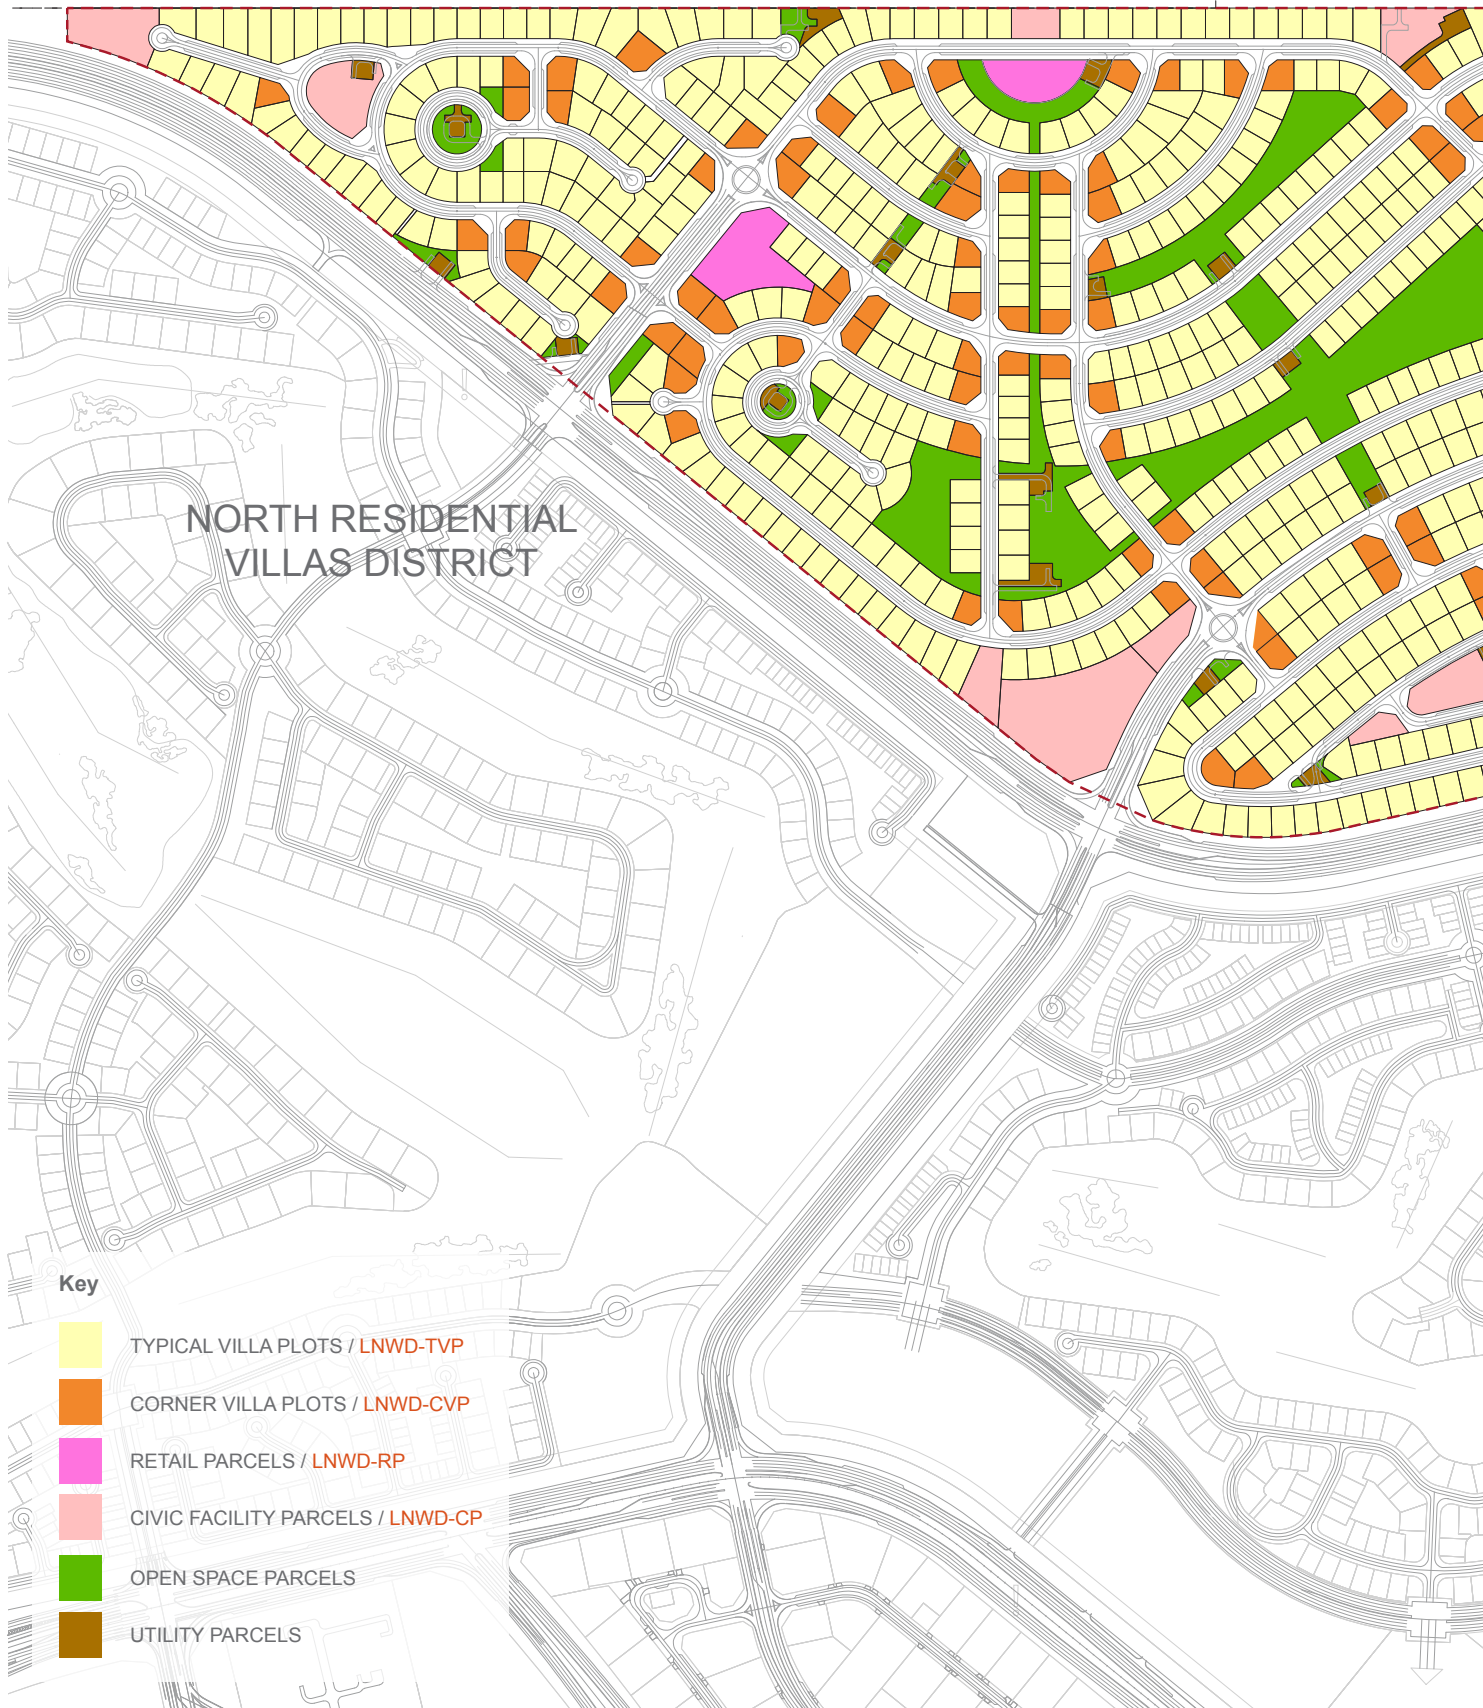 NORTH RESIDENTIAL
VILLAS DISTRICT
Key
TYPICAL VILLA PLOTS / LNWD-TVP
CORNER VILLA PLOTS / LNWD-CVP
RETAIL PARCELS / LNWD-RP
CIVIC FACILITY PARCELS / LNWD-CP
OPEN SPACE PARCELS
UTILITY PARCELS